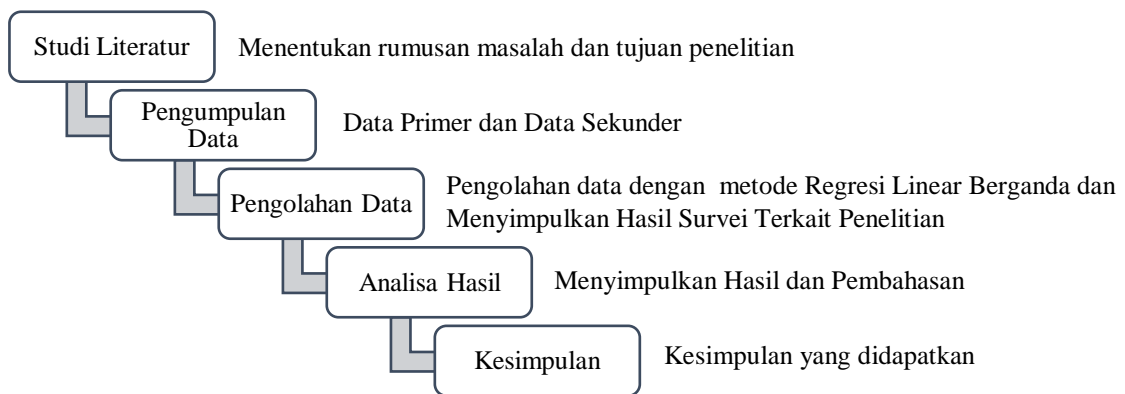 Studi Literatur
Menentukan rumusan masalah dan tujuan penelitian
Pengumpulan
Data
Data Primer dan Data Sekunder
Pengolahan Data
Pengolahan data dengan metode Regresi Linear Berganda dan
Menyimpulkan Hasil Survei Terkait Penelitian
Analisa Hasil
Menyimpulkan Hasil dan Pembahasan
Kesimpulan
Kesimpulan yang didapatkan